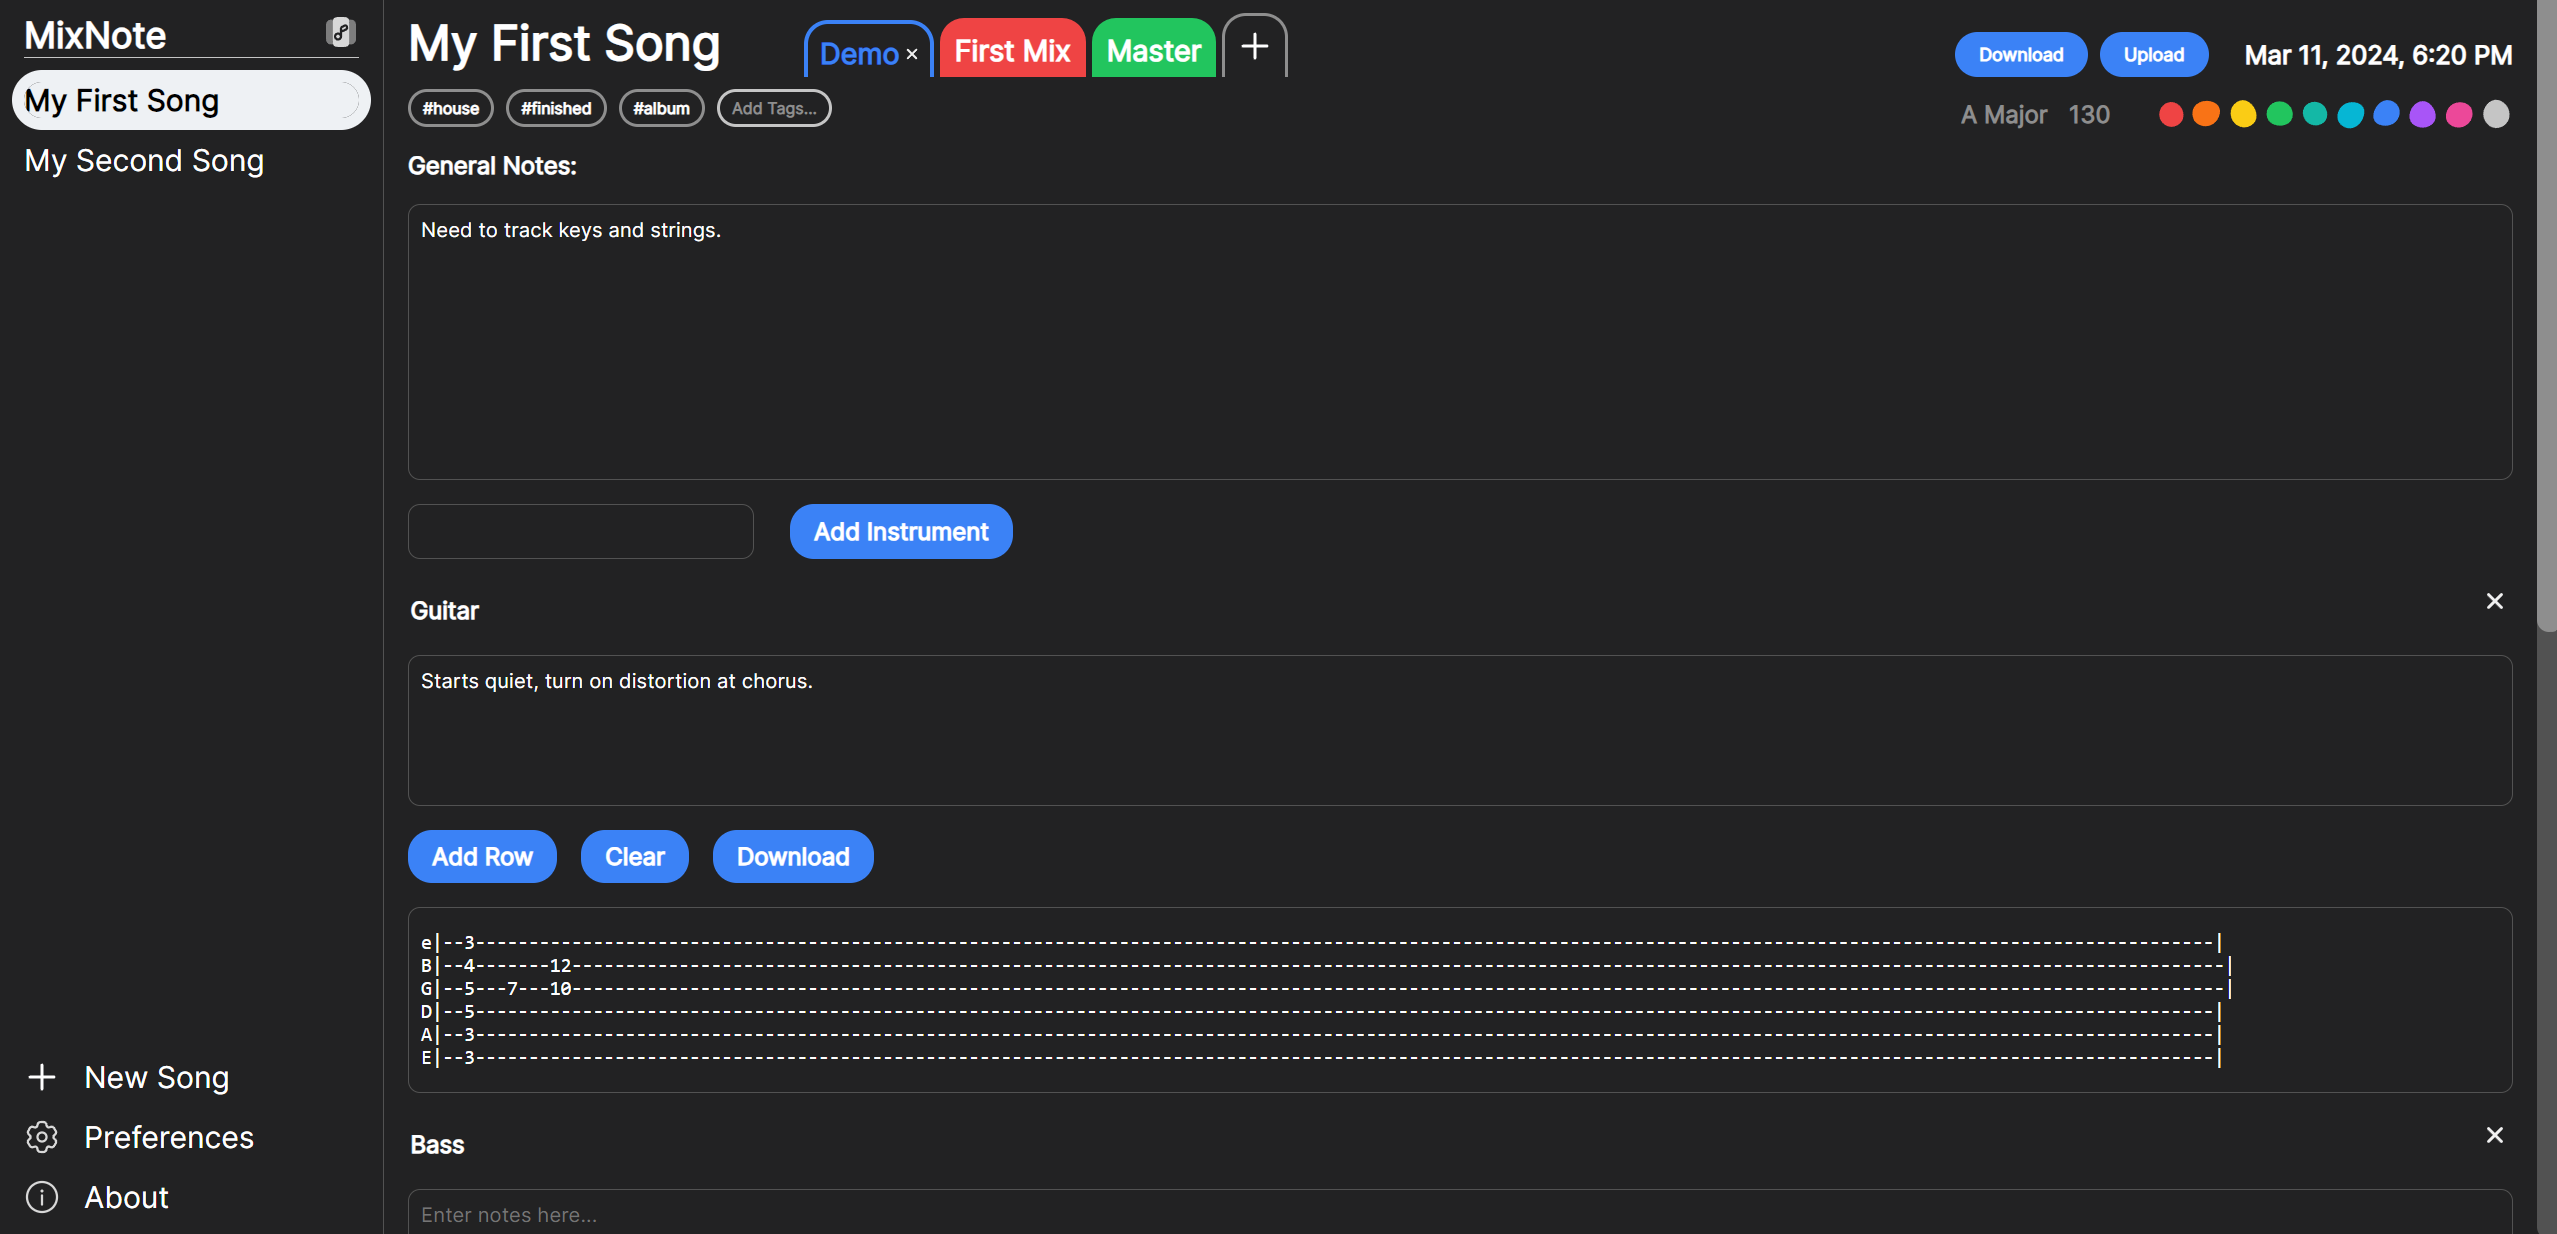 MixNote
My First Song
My Second Song
New Song
Preferences
About
My First Song
Demo ×
First Mix
Master
+
Download
Upload
Mar 11, 2024, 6:20 PM
#house
#finished
#album
Add Tags...
A Major
130
General Notes:
Need to track keys and strings.
Add Instrument
Guitar
Starts quiet, turn on distortion at chorus.
Add Row
Clear
Download
e|--3-----------------------------------------------------------------------------------------------------------------------------------------------------------------|
B|--4-------12---------------------------------------------------------------------------------------------------------------------------------------------------------|
G|--5---7---10---------------------------------------------------------------------------------------------------------------------------------------------------------|
D|--5-----------------------------------------------------------------------------------------------------------------------------------------------------------------|
A|--3-----------------------------------------------------------------------------------------------------------------------------------------------------------------|
E|--3-----------------------------------------------------------------------------------------------------------------------------------------------------------------|
Bass
Enter notes here...